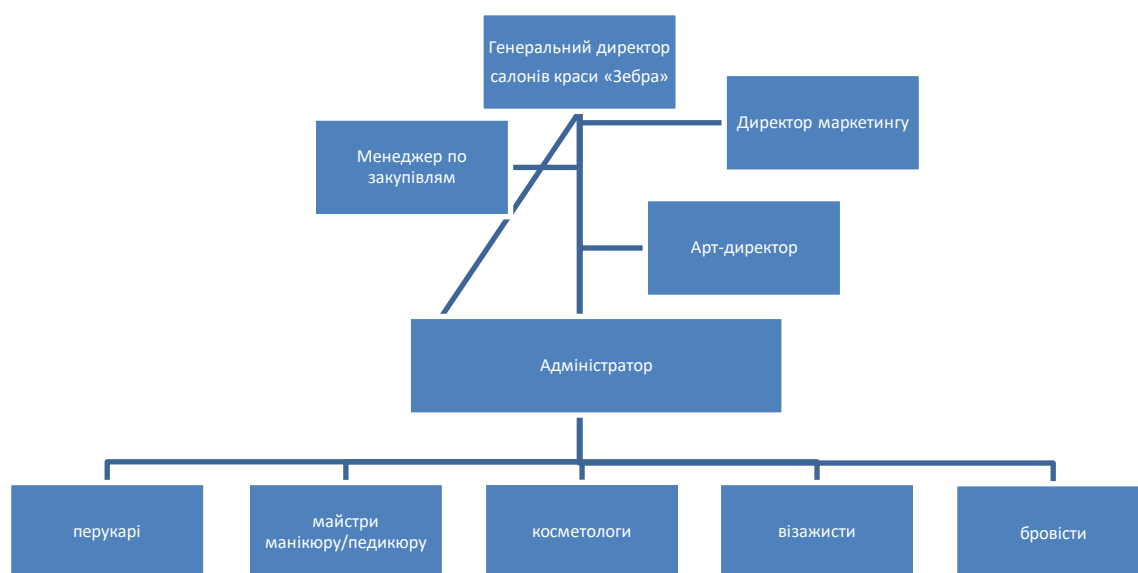 Генеральний директор
салонів краси «Зебра»
Директор маркетингу
Менеджер по
закупівлям
Арт-директор
Адміністратор
перукарі
майстри
манікюру/педикюру
косметологи
візажисти
бровісти